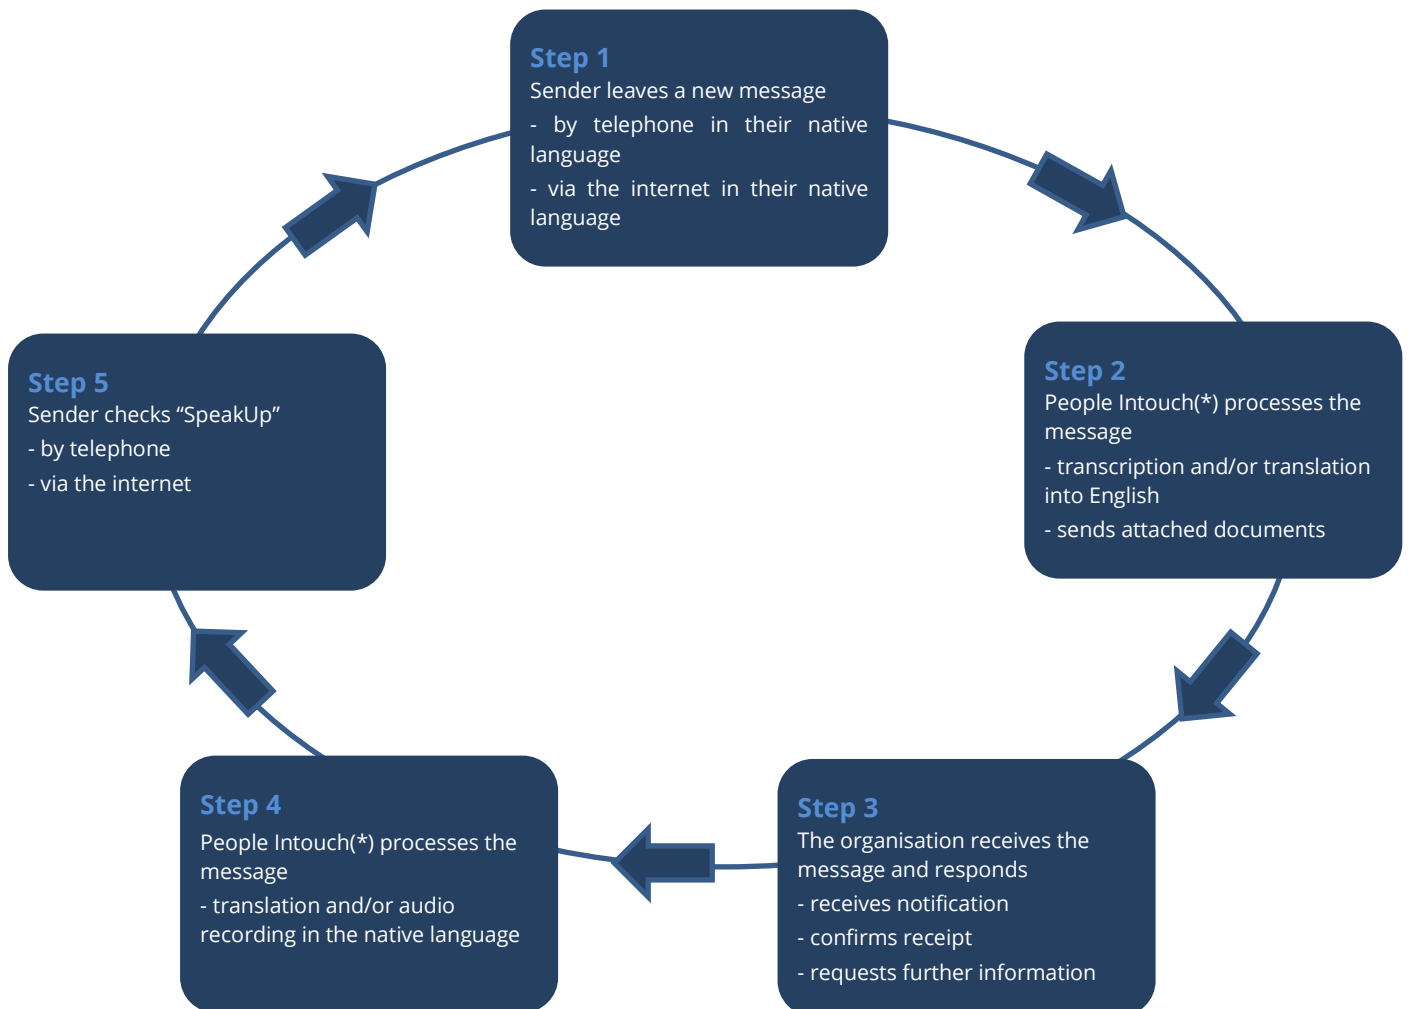 Step 1
Sender leaves a new message
- by telephone in their native
language
- via the internet in their native
language
Step 2
People Intouch(*) processes the
message
- transcription and/or translation
into English
- sends attached documents
Step 3
The organisation receives the
message and responds
- receives notification
- confirms receipt
- requests further information
Step 4
People Intouch(*) processes the
message
- translation and/or audio
recording in the native language
Step 5
Sender checks “SpeakUp”
- by telephone
- via the internet